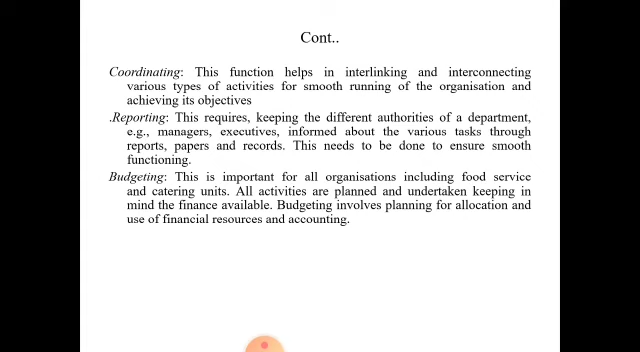 Cont..
Coordinating: This function helps in interlinking and interconnecting
various types of activities for smooth running of the organisation and
achieving its objectives
.Reporting: This requires, keeping the different authorities of a department,
e.g., managers, executives, informed about the various tasks through
reports, papers and records. This needs to be done to ensure smooth
functioning.
Budgeting: This is important for all organisations including food service
and catering units. All activities are planned and undertaken keeping in
mind the finance available. Budgeting involves planning for allocation and
use of financial resources and accounting.